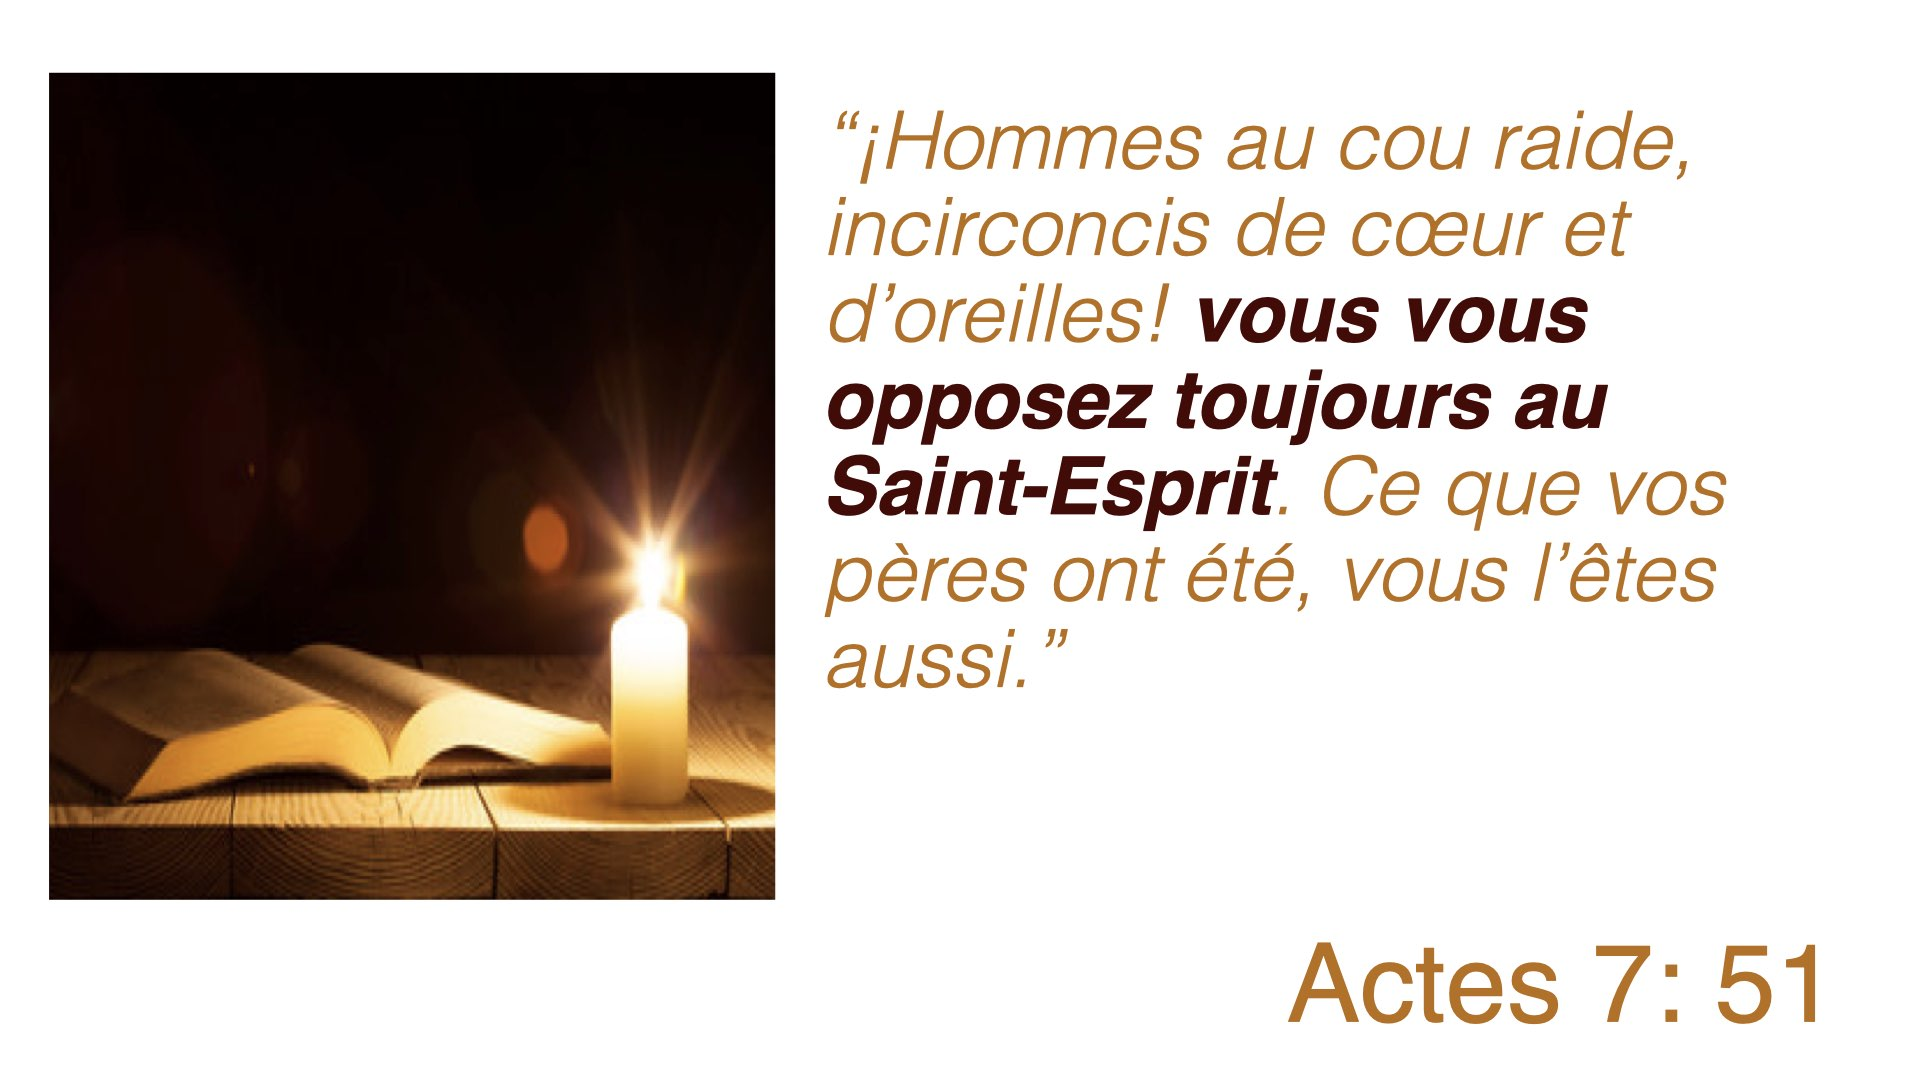 “¡Hommes au cou raide,
incirconcis de cœur et
d’oreilles! vous vous
opposez toujours au
Saint-Esprit. Ce que vos
pères ont été, vous l’êtes
aussi.”
Actes 7: 51